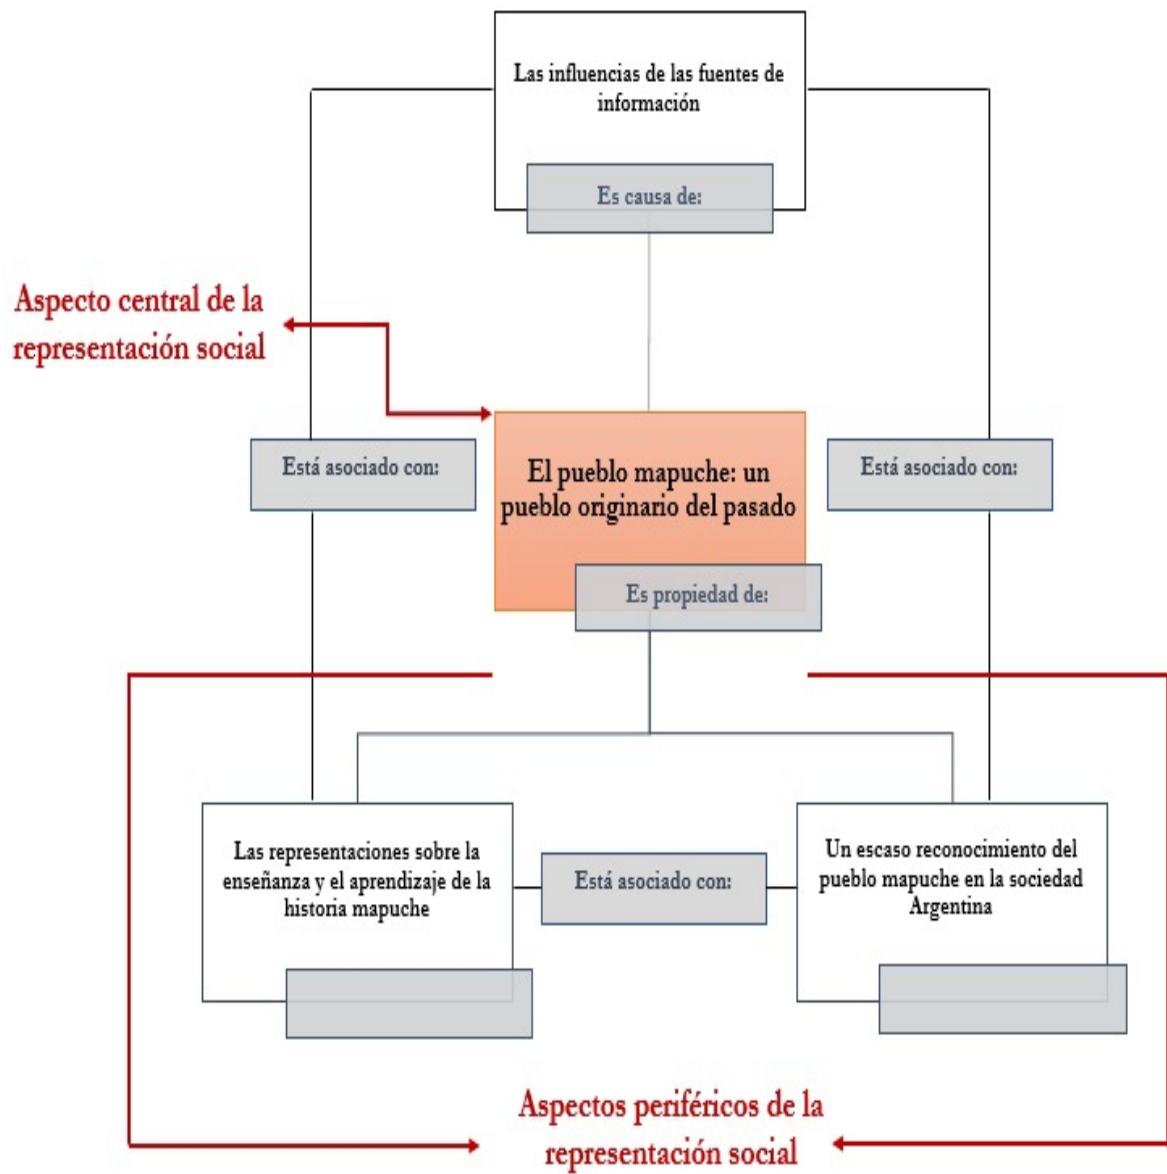 Las influencias de las fuentes de
información
Es causa de:
Aspecto central de la
representación social
Está asociado con:
El pueblo mapuche: un
pueblo originario del pasado
Está asociado con:
Es propiedad de:
Las representaciones sobre la
enseñanza y el aprendizaje de la
historia mapuche
Está asociado con:
Un escaso reconocimiento del
pueblo mapuche en la sociedad
Argentina
Aspectos periféricos de la
representación social